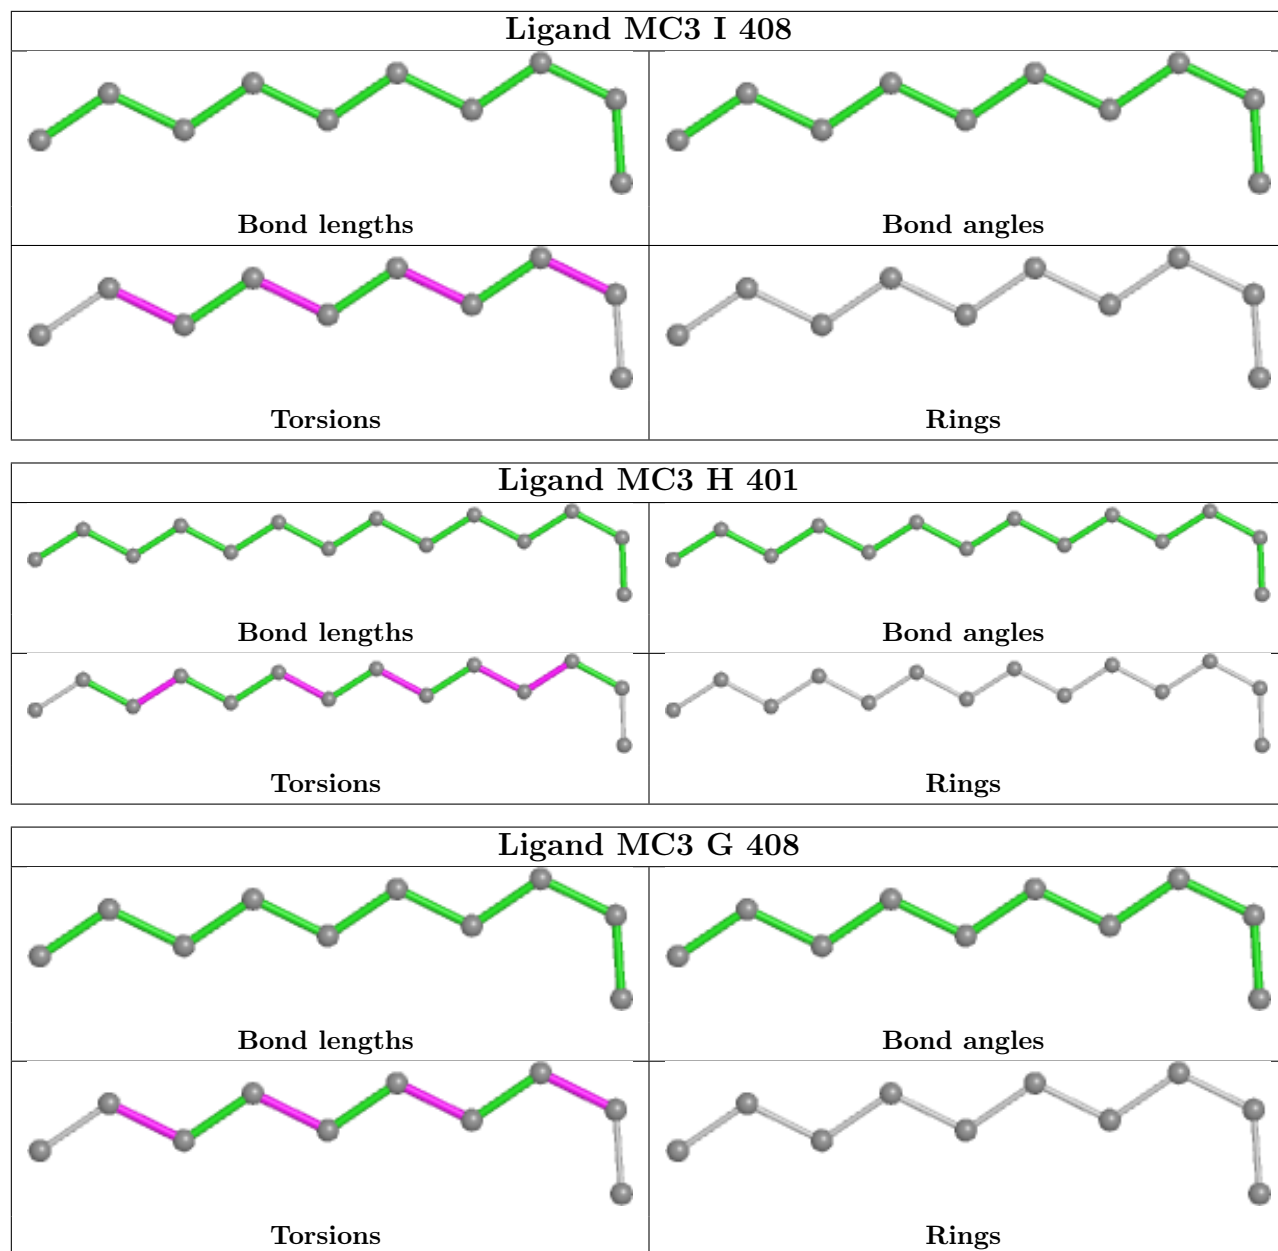 Ligand MC3 I 408
Bond lengths
Bond angles
Torsions
Rings
Ligand MC3 H 401
Bond lengths
Bond angles
Torsions
Rings
Ligand MC3 G 408
Bond lengths
Bond angles
Torsions
Rings